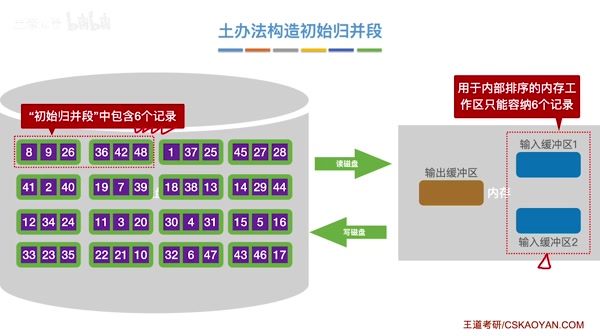 土办法构造初始归并段
bilibili
用于内部排序的内存工
作区只能容纳6个记录
“初始归并段”中包含6个记录
8 9 26 36 42 48 1 37 25 45 27 28
读磁盘
输入缓冲区1
输出缓冲区
内存
41 2 40 19 7 39 18 38 13 14 29 44
12 34 24 11 3 20 30 4 31 15 5 16
写磁盘
输入缓冲区2
33 23 35 22 21 10 32 6 47 43 46 17
王道考研/CSKAOYAN.COM